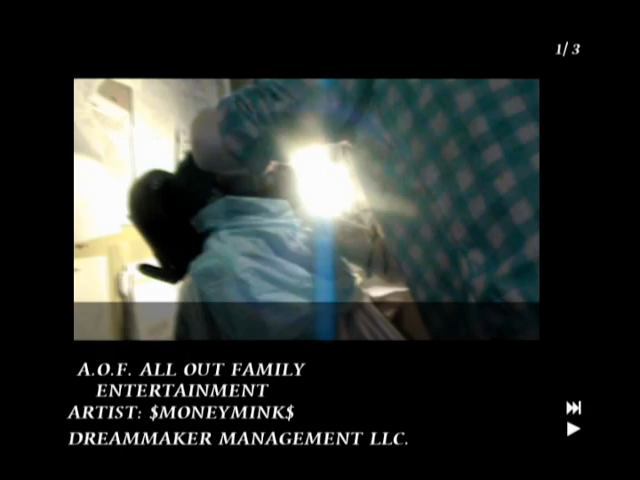 1/3
A.O.F. ALL OUT FAMILY
ENTERTAINMENT
ARTIST: $MONEYMINK$
DREAMMAKER MANAGEMENT LLC.